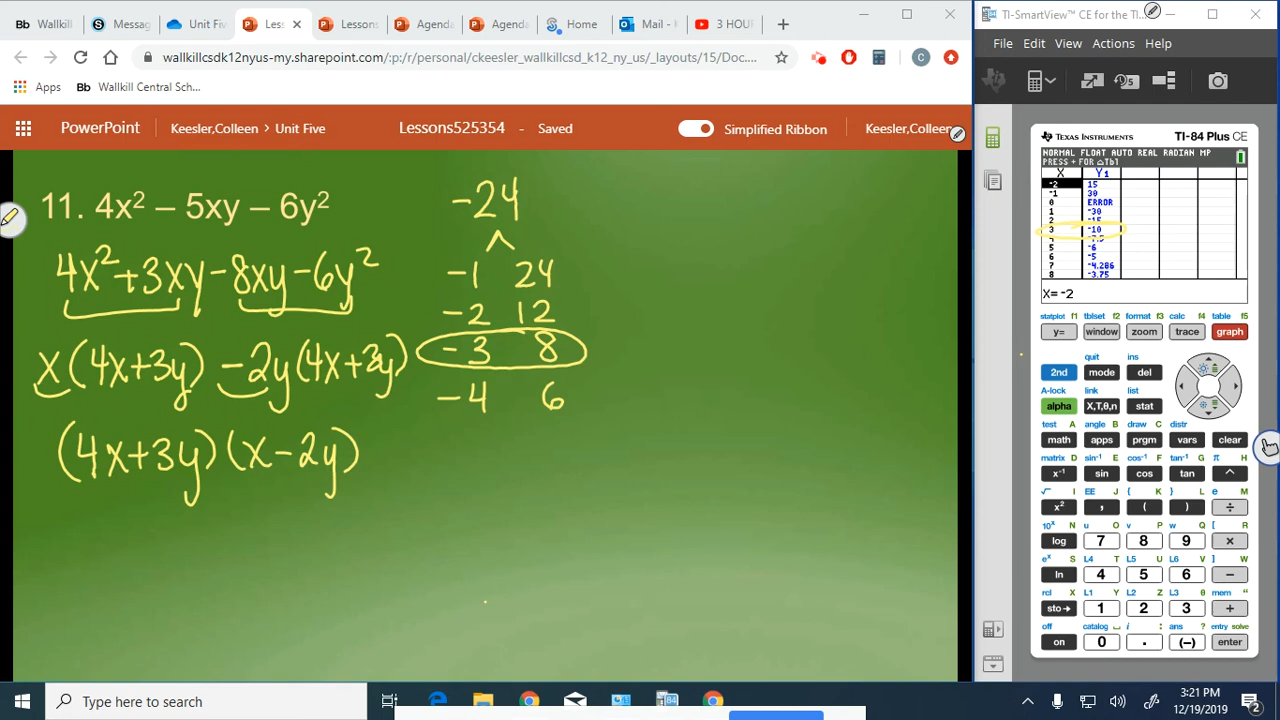 Wallkill
Messag
Unit Five
Less
Lessons
Agenda
Agenda
Home
Mail -
3 HOUR
wallkillcsdk12nyus-my.sharepoint.com/:p:/r/personal/ckeesler_wallkillcsd_k12_ny_us/_layouts/15/Doc....
Apps
Bb Wallkill Central Sch...
PowerPoint
Keesler,Colleen > Unit Five
Lessons525354 - Saved
Simplified Ribbon
Keesler,Colleen
11. 4x² – 5xy – 6y²
4x²+3xy-8xy-6y²
x(4x+3y) -2y(4x+3y)
(4x+3y)(x-2y)
-24
-1 24
-2 12
-3 8
-4 6
TI-SmartView™ CE for the TI...
File Edit View Actions Help
TEXAS INSTRUMENTS TI-84 Plus CE
NORMAL FLOAT AUTO REAL RADIAN MP
PRESS + FOR △Tbl
X Y1
-2 15
-1 30
0 ERROR
1 -30
2 -15
3 -10
4 -7.5
5 -6
6 -5
7 -4.286
8 -3.75
X= -2
statplot f1 tblset f2 format f3 calc f4 table f5
y= window zoom trace graph
quit ins
2nd mode del
A-lock link list
alpha X,T,θ,n stat
test A angle B draw C distr
math apps prgm vars clear
matrix D sin⁻¹ E cos⁻¹ F tan⁻¹ G π H
x⁻¹ sin cos tan ^
√ I EE J { K } L e M
x² , ( ) ÷
10ˣ N u O v P w Q [ R
log 7 8 9 ×
eˣ S L4 T L5 U L6 V ] W
ln 4 5 6 −
rcl X L1 Y L2 Z L3 θ mem "
sto→ 1 2 3 +
off catalog i : ans ? entry solve
on 0 . (–) enter
Type here to search
3:21 PM
12/19/2019
2